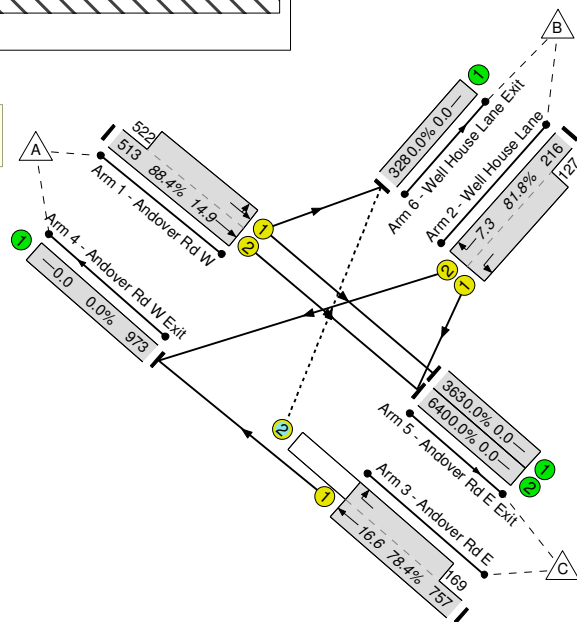 B
1
3280.0% 0.0
Arm 6 - Well House Lane Exit
A
522
513 88.4% 14.9
Arm 1 - Andover Rd W
1
2
Arm 2 - Well House Lane
7.3 81.8% 216
127
2
1
1
Arm 4 - Andover Rd W Exit
0.0 0.0% 973
3630.0% 0.0
6400.0% 0.0
Arm 5 - Andover Rd E Exit
1
2
2
1
Arm 3 - Andover Rd E
16.6 78.4% 757
169
C